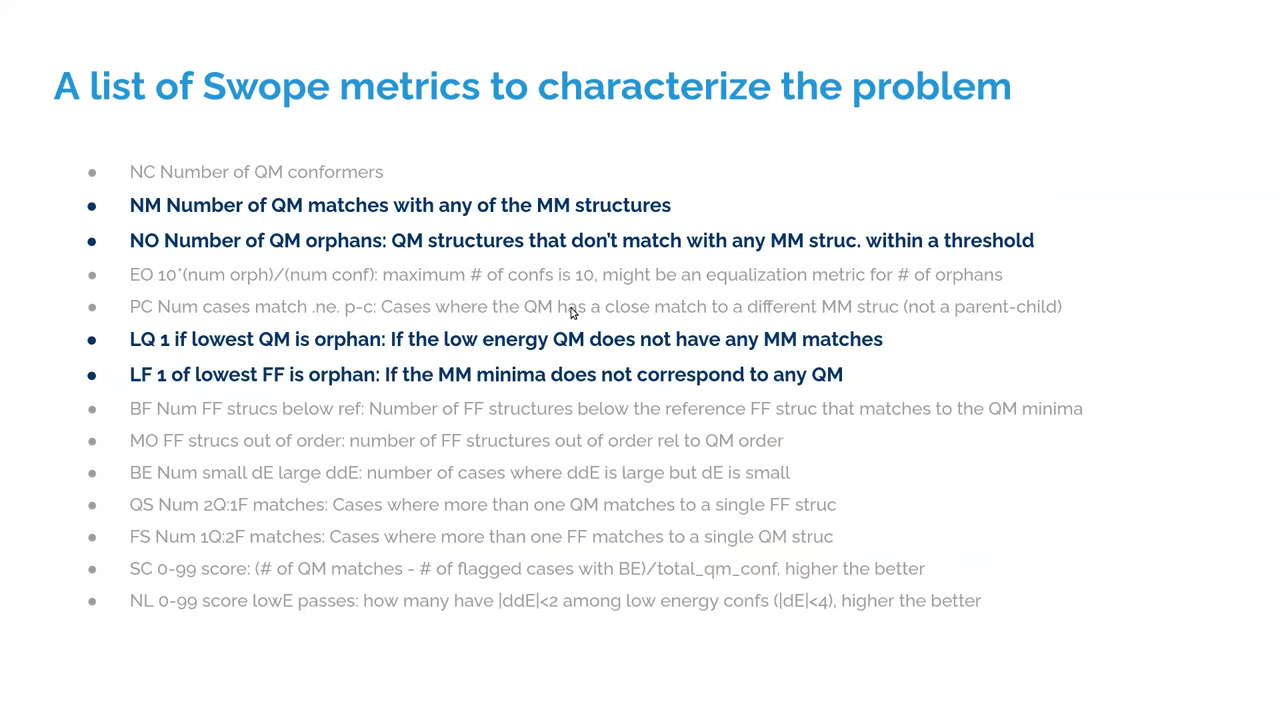 A list of Swope metrics to characterize the problem
● NC Number of QM conformers
● NM Number of QM matches with any of the MM structures
● NO Number of QM orphans: QM structures that don’t match with any MM struc. within a threshold
● EO 10*(num orph)/(num conf): maximum # of confs is 10, might be an equalization metric for # of orphans
● PC Num cases match .ne. p-c: Cases where the QM has a close match to a different MM struc (not a parent-child)
● LQ 1 if lowest QM is orphan: If the low energy QM does not have any MM matches
● LF 1 of lowest FF is orphan: If the MM minima does not correspond to any QM
● BF Num FF strucs below ref: Number of FF structures below the reference FF struc that matches to the QM minima
● MO FF strucs out of order: number of FF structures out of order rel to QM order
● BE Num small dE large ddE: number of cases where ddE is large but dE is small
● QS Num 2Q:1F matches: Cases where more than one QM matches to a single FF struc
● FS Num 1Q:2F matches: Cases where more than one FF matches to a single QM struc
● SC 0-99 score: (# of QM matches - # of flagged cases with BE)/total_qm_conf, higher the better
● NL 0-99 score lowE passes: how many have |ddE|<2 among low energy confs (|dE|<4), higher the better